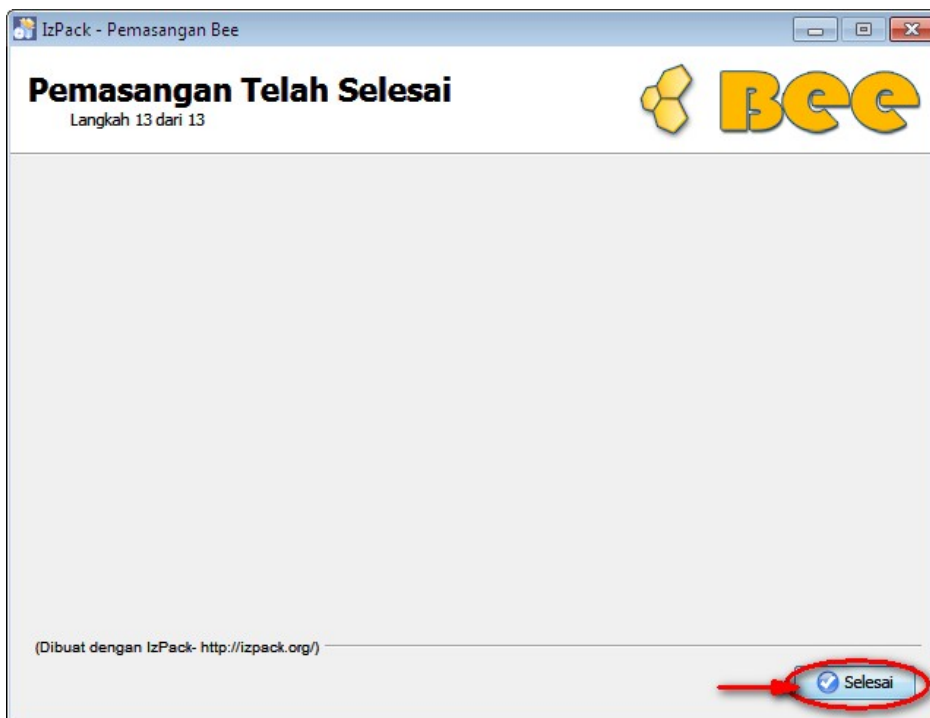 IzPack - Pemasangan Bee
Pemasangan Telah Selesai
Langkah 13 dari 13
Bee
(Dibuat dengan IzPack- http://izpack.org/)
Selesai